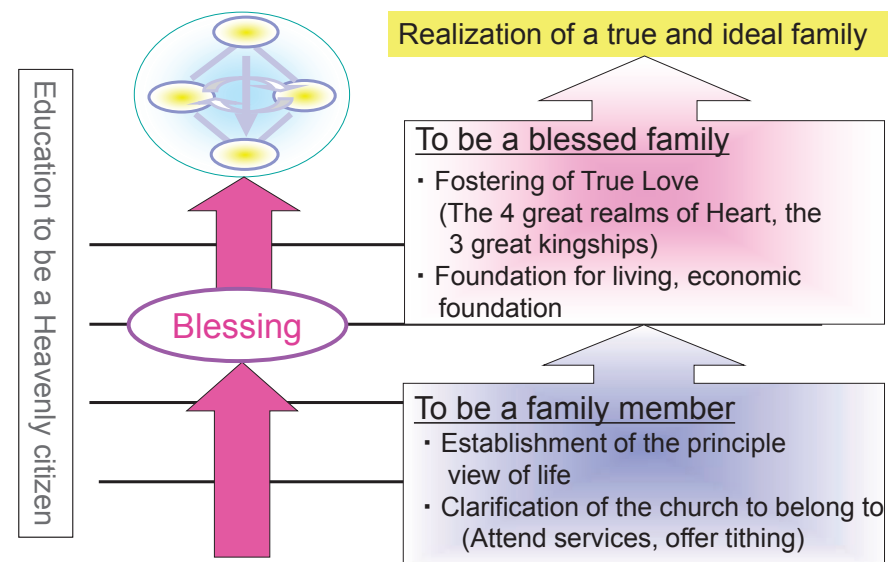 Education to be a Heavenly citizen
Blessing
Realization of a true and ideal family
To be a blessed family
・Fostering of True Love
(The 4 great realms of Heart, the
3 great kingships)
・Foundation for living, economic
foundation
To be a family member
・Establishment of the principle
view of life
・Clarification of the church to belong to
(Attend services, offer tithing)